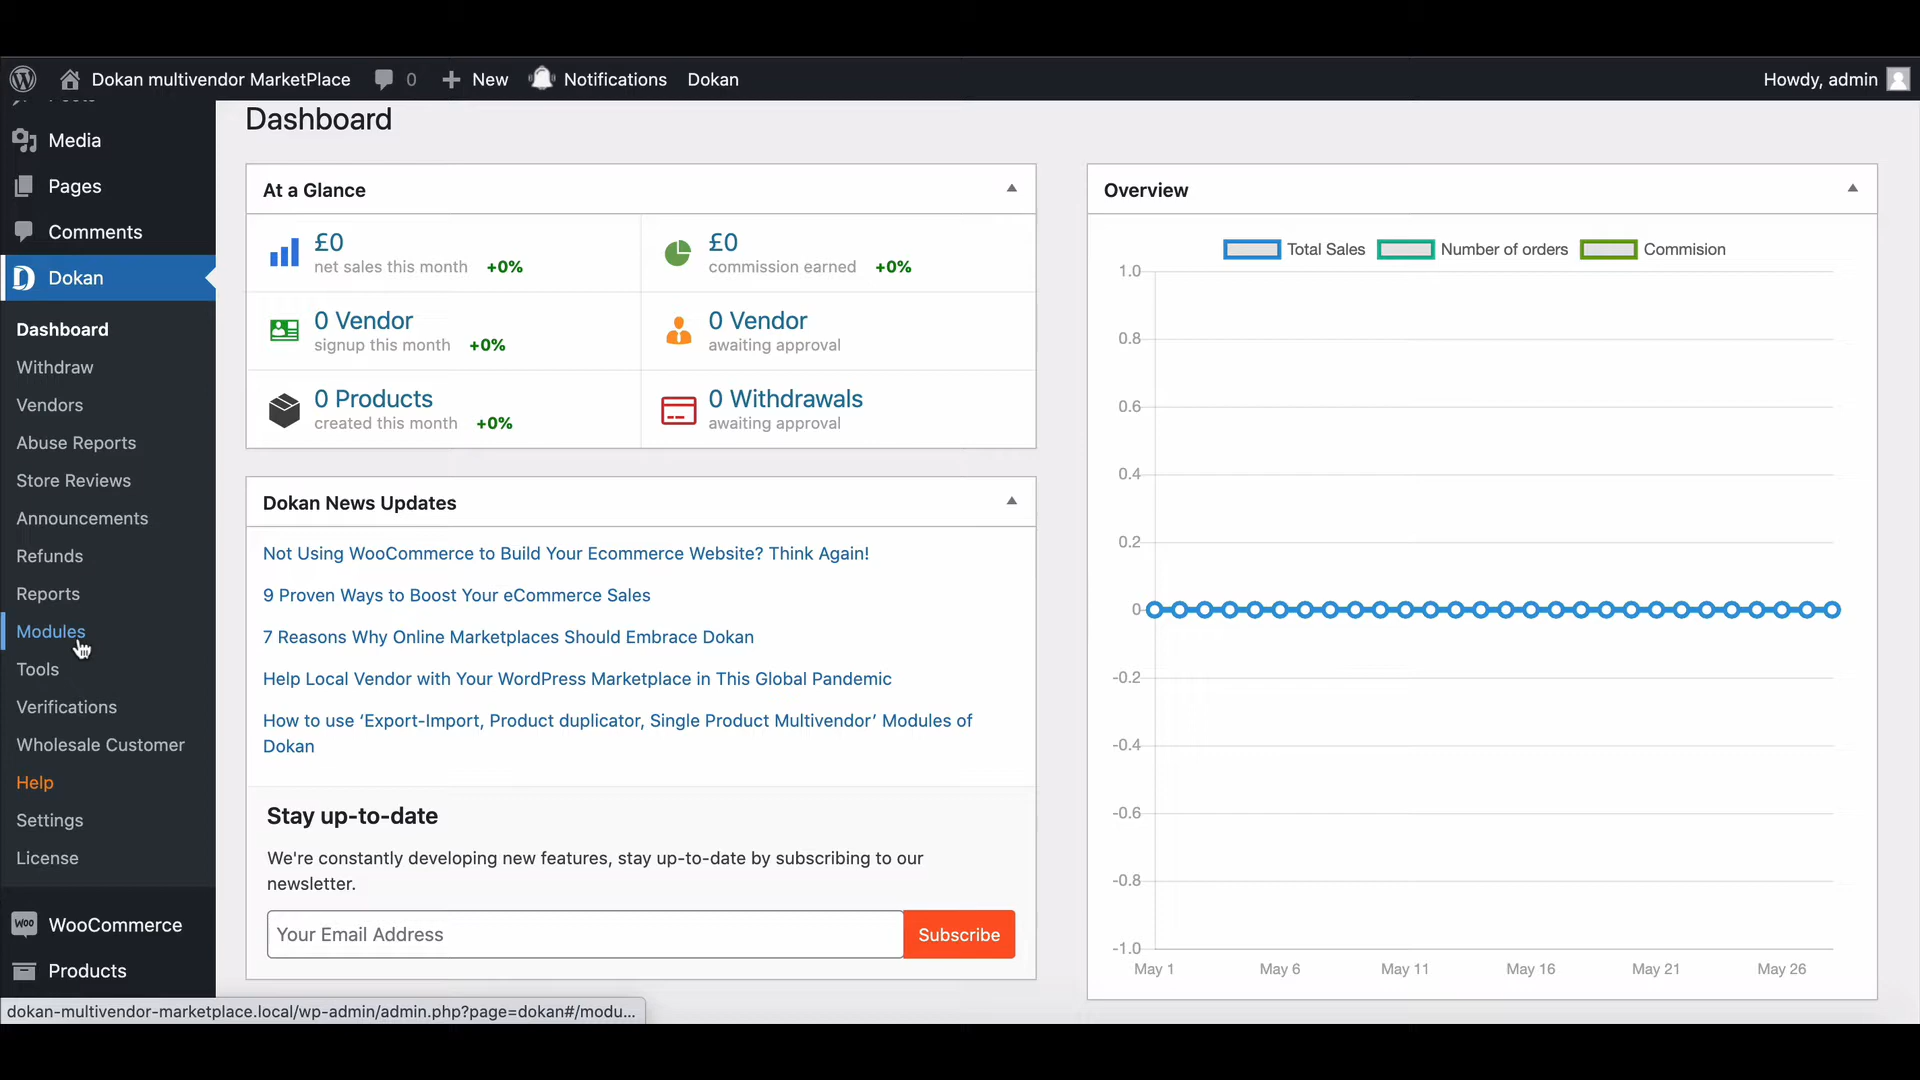 Dokan multivendor MarketPlace 0 New Notifications Dokan Howdy, admin
Media
Pages
Comments
Dokan
Dashboard
Withdraw
Vendors
Abuse Reports
Store Reviews
Announcements
Refunds
Reports
Modules
Tools
Verifications
Wholesale Customer
Help
Settings
License
WOO WooCommerce
Products
Dashboard
At a Glance
£0
net sales this month +0%
£0
commission earned +0%
0 Vendor
signup this month +0%
0 Vendor
awaiting approval
0 Products
created this month +0%
0 Withdrawals
awaiting approval
Dokan News Updates
Not Using WooCommerce to Build Your Ecommerce Website? Think Again!
9 Proven Ways to Boost Your eCommerce Sales
7 Reasons Why Online Marketplaces Should Embrace Dokan
Help Local Vendor with Your WordPress Marketplace in This Global Pandemic
How to use ‘Export-Import, Product duplicator, Single Product Multivendor’ Modules of
Dokan
Stay up-to-date
We're constantly developing new features, stay up-to-date by subscribing to our
newsletter.
Your Email Address Subscribe
Overview
Total Sales Number of orders Commision
1.0
0.8
0.6
0.4
0.2
0
-0.2
-0.4
-0.6
-0.8
-1.0
May 1 May 6 May 11 May 16 May 21 May 26
dokan-multivendor-marketplace.local/wp-admin/admin.php?page=dokan#/modu...